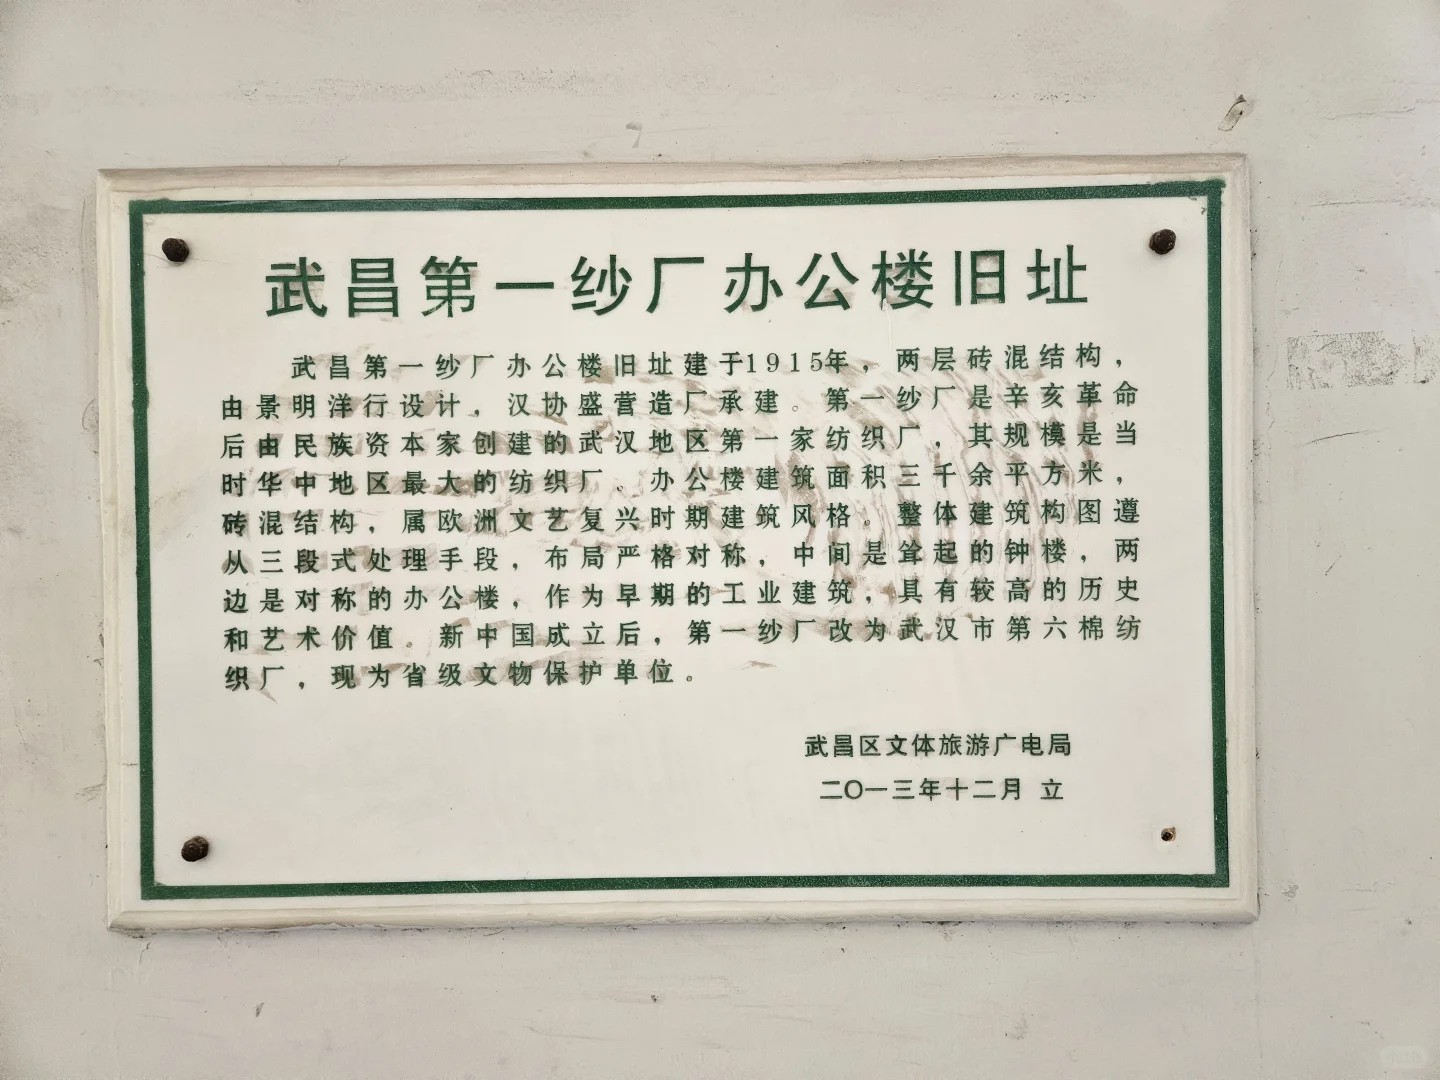 武昌第一纱厂办公楼旧址
武昌第一纱厂办公楼旧址建于1915年，两层砖混结构，
由景明洋行设计，汉协盛营造厂承建。第一纱厂是辛亥革命
后由民族资本家创建的武汉地区第一家纺织厂，其规模是当
时华中地区最大的纺织厂。办公楼建筑面积三千余平方米，
砖混结构，属欧洲文艺复兴时期建筑风格。整体建筑构图遵
从三段式处理手段，布局严格对称，中间是耸起的钟楼，两
边是对称的办公楼，作为早期的工业建筑，具有较高的历史
和艺术价值。新中国成立后，第一纱厂改为武汉市第六棉纺
织厂，现为省级文物保护单位。
武昌区文体旅游广电局
二〇一三年十二月 立